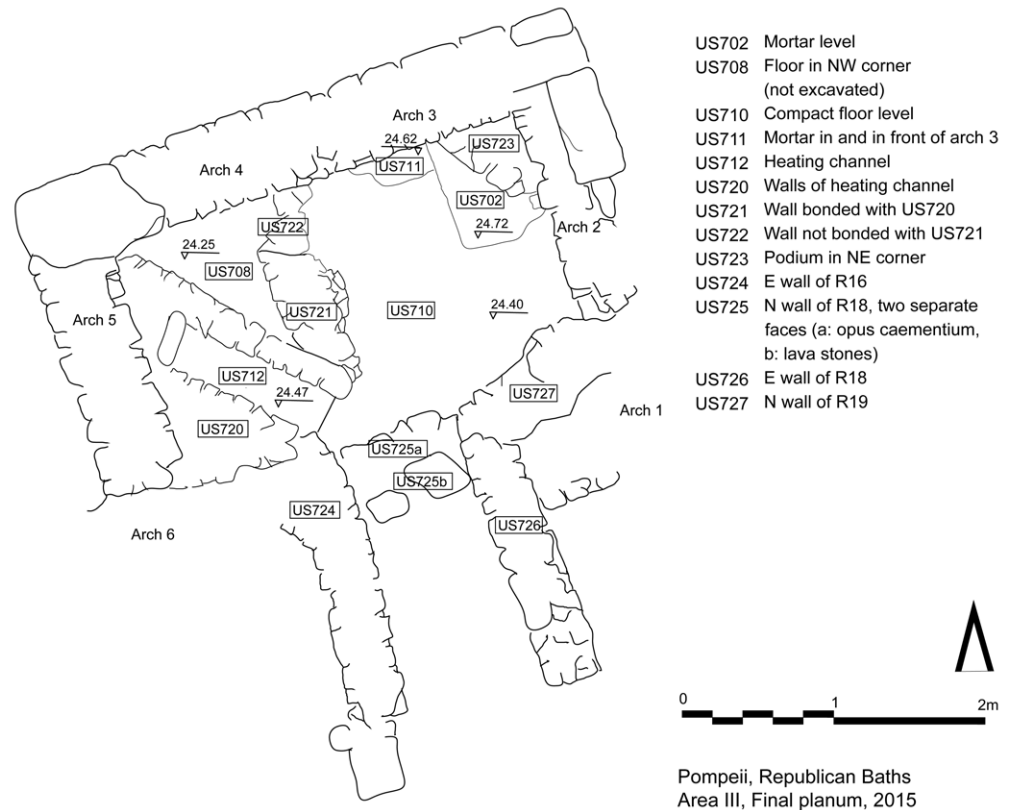 Arch 3
24.62
US723
US711
Arch 4
US702
US722
24.72
Arch 2
24.25
US708
US721
US710
24.40
Arch 5
US712
24.47
US727
Arch 1
US720
US725a
US725b
US724
US726
Arch 6
US702 Mortar level
US708 Floor in NW corner
(not excavated)
US710 Compact floor level
US711 Mortar in and in front of arch 3
US712 Heating channel
US720 Walls of heating channel
US721 Wall bonded with US720
US722 Wall not bonded with US721
US723 Podium in NE corner
US724 E wall of R16
US725 N wall of R18, two separate
faces (a: opus caementium,
b: lava stones)
US726 E wall of R18
US727 N wall of R19
0 1 2m
Pompeii, Republican Baths
Area III, Final planum, 2015